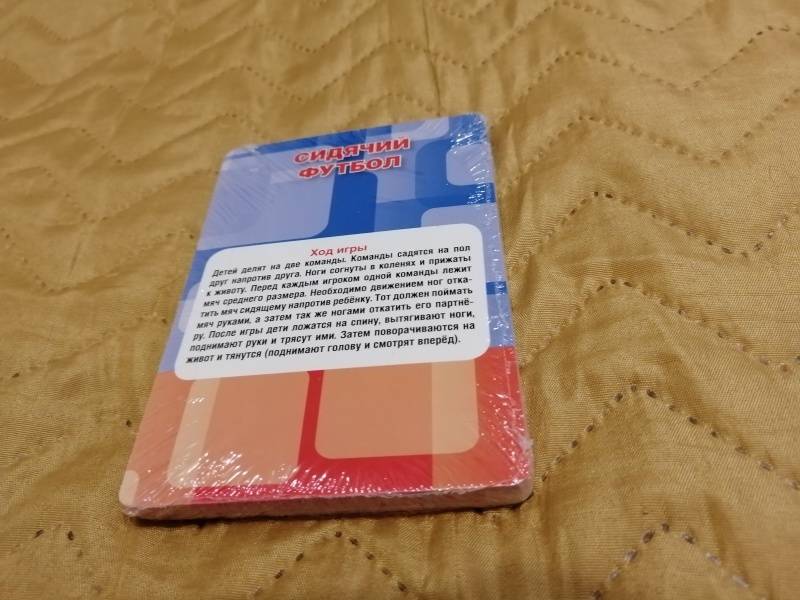 СИДЯЧИЙ
ФУТБОЛ
Ход игры
Детей делят на две команды. Команды садятся на пол
друг напротив друга. Ноги согнуты в коленях и прижаты
к животу. Перед каждым игроком одной команды лежит
мяч среднего размера. Необходимо движением ног отка-
тить мяч сидящему напротив ребёнку. Тот должен поймать
мяч руками, а затем так же ногами откатить его партнё-
ру. После игры дети ложатся на спину, вытягивают ноги,
поднимают руки и трясут ими. Затем поворачиваются на
живот и тянутся (поднимают голову и смотрят вперёд).